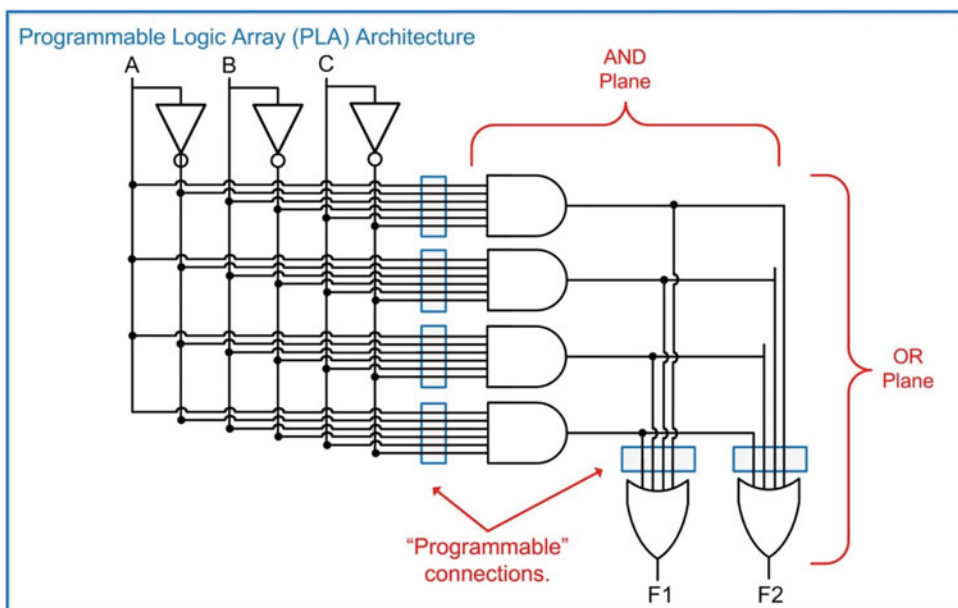 Programmable Logic Array (PLA) Architecture
A B C
AND
Plane
OR
Plane
“Programmable”
connections.
F1 F2